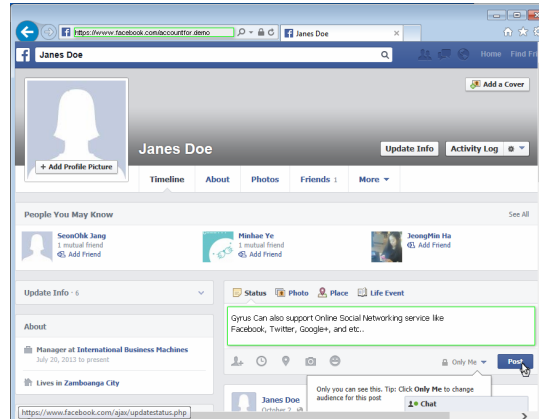 https://www.facebook.com/accountfor.demo
Janes Doe
Janes Doe
Home Find Fri
Add a Cover
Janes Doe
Update Info
Activity Log
+ Add Profile Picture
Timeline About Photos Friends 1 More
People You May Know
See All
SeonOhk Jang
1 mutual friend
Add Friend
Minhae Ye
1 mutual friend
Add Friend
JeongMin Ha
Add Friend
Update Info · 6
About
Manager at International Business Machines
July 20, 2013 to present
Lives in Zamboanga City
Status Photo Place Life Event
Gyrus Can also support Online Social Networking service like
Facebook, Twitter, Google+, and etc..
Only Me
Post
Janes Doe
October 2
Only you can see this. Tip: Click Only Me to change
audience for this post
Chat
https://www.facebook.com/ajax/updatestatus.php